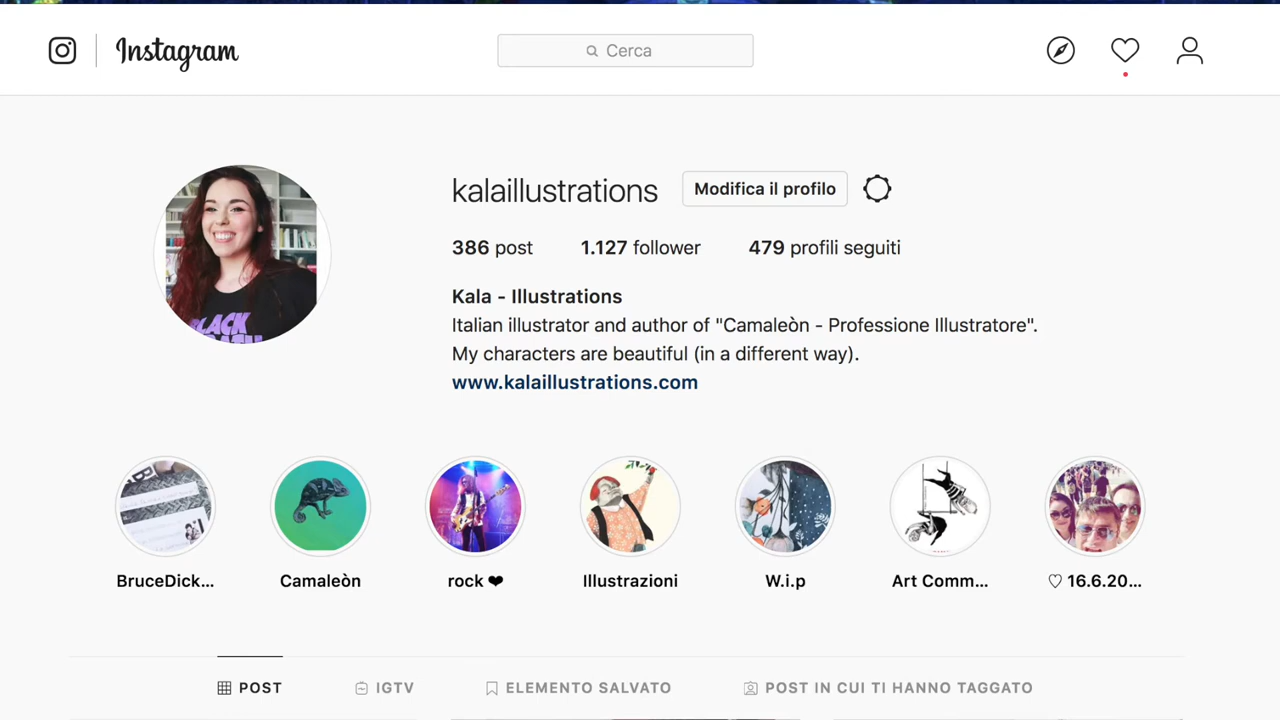 Instagram
Cerca
kalaillustrations
Modifica il profilo
386 post
1.127 follower
479 profili seguiti
Kala - Illustrations
Italian illustrator and author of "Camaleòn - Professione Illustratore".
My characters are beautiful (in a different way).
www.kalaillustrations.com
BruceDick...
Camaleòn
rock ❤
Illustrazioni
W.i.p
Art Comm...
♡ 16.6.20...
POST
IGTV
ELEMENTO SALVATO
POST IN CUI TI HANNO TAGGATO